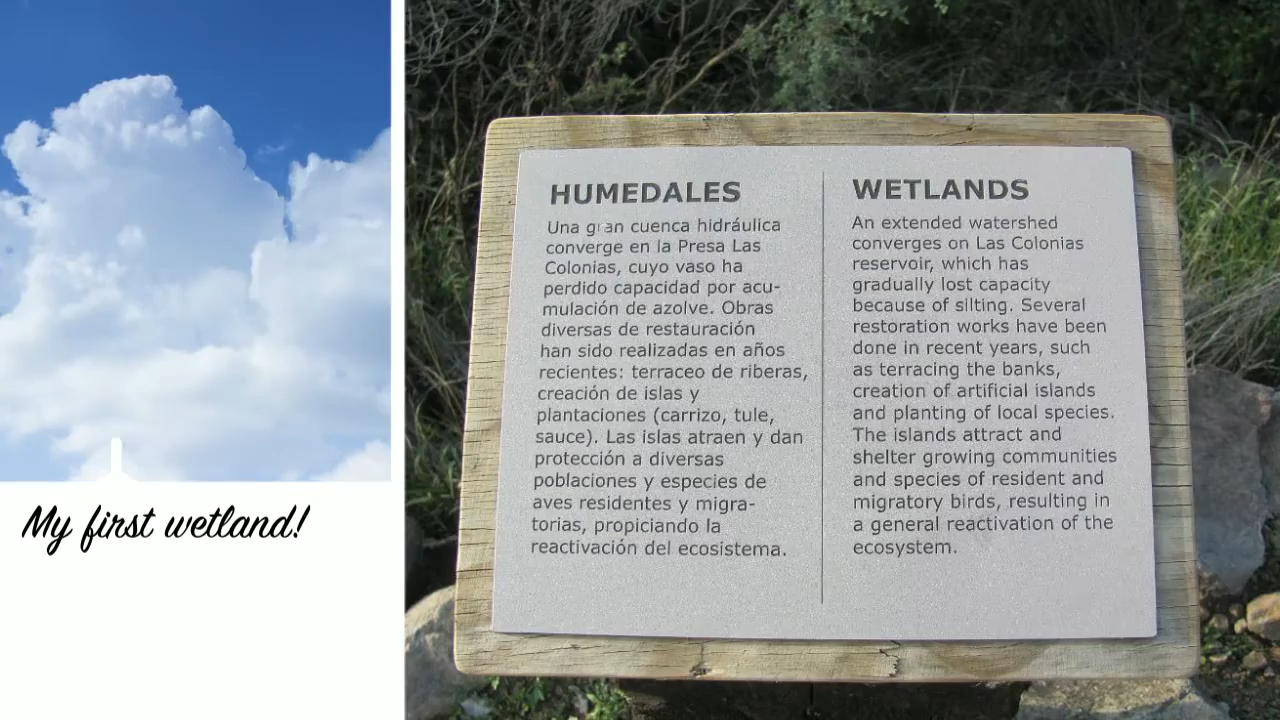 My first wetland!
HUMEDALES
Una gran cuenca hidráulica
converge en la Presa Las
Colonias, cuyo vaso ha
perdido capacidad por acu-
mulación de azolve. Obras
diversas de restauración
han sido realizadas en años
recientes: terraceo de riberas,
creación de islas y
plantaciones (carrizo, tule,
sauce). Las islas atraen y dan
protección a diversas
poblaciones y especies de
aves residentes y migra-
torias, propiciando la
reactivación del ecosistema.
WETLANDS
An extended watershed
converges on Las Colonias
reservoir, which has
gradually lost capacity
because of silting. Several
restoration works have been
done in recent years, such
as terracing the banks,
creation of artificial islands
and planting of local species.
The islands attract and
shelter growing communities
and species of resident and
migratory birds, resulting in
a general reactivation of the
ecosystem.